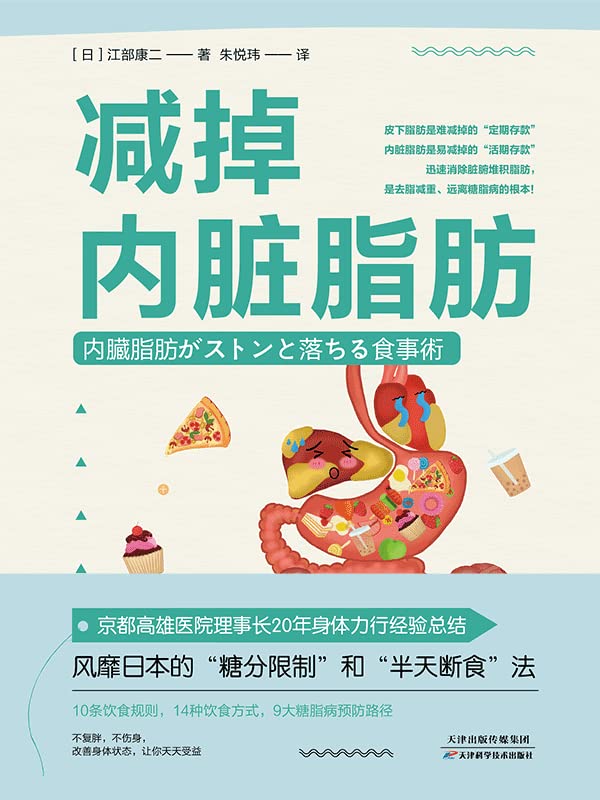 [日] 江部康二 —— 著 朱悦玮 —— 译
减掉
内脏脂肪
皮下脂肪是难减掉的“定期存款”
内脏脂肪是易减掉的“活期存款”
迅速消除脏腑堆积脂肪，
是去脂减重、远离糖脂病的根本！
内臓脂肪がストンと落ちる食事術
京都高雄医院理事长20年身体力行经验总结
风靡日本的“糖分限制”和“半天断食”法
10条饮食规则，14种饮食方式，9大糖脂病预防路径
不复胖，不伤身，
改善身体状态，让你天天受益
天津出版传媒集团
天津科学技术出版社